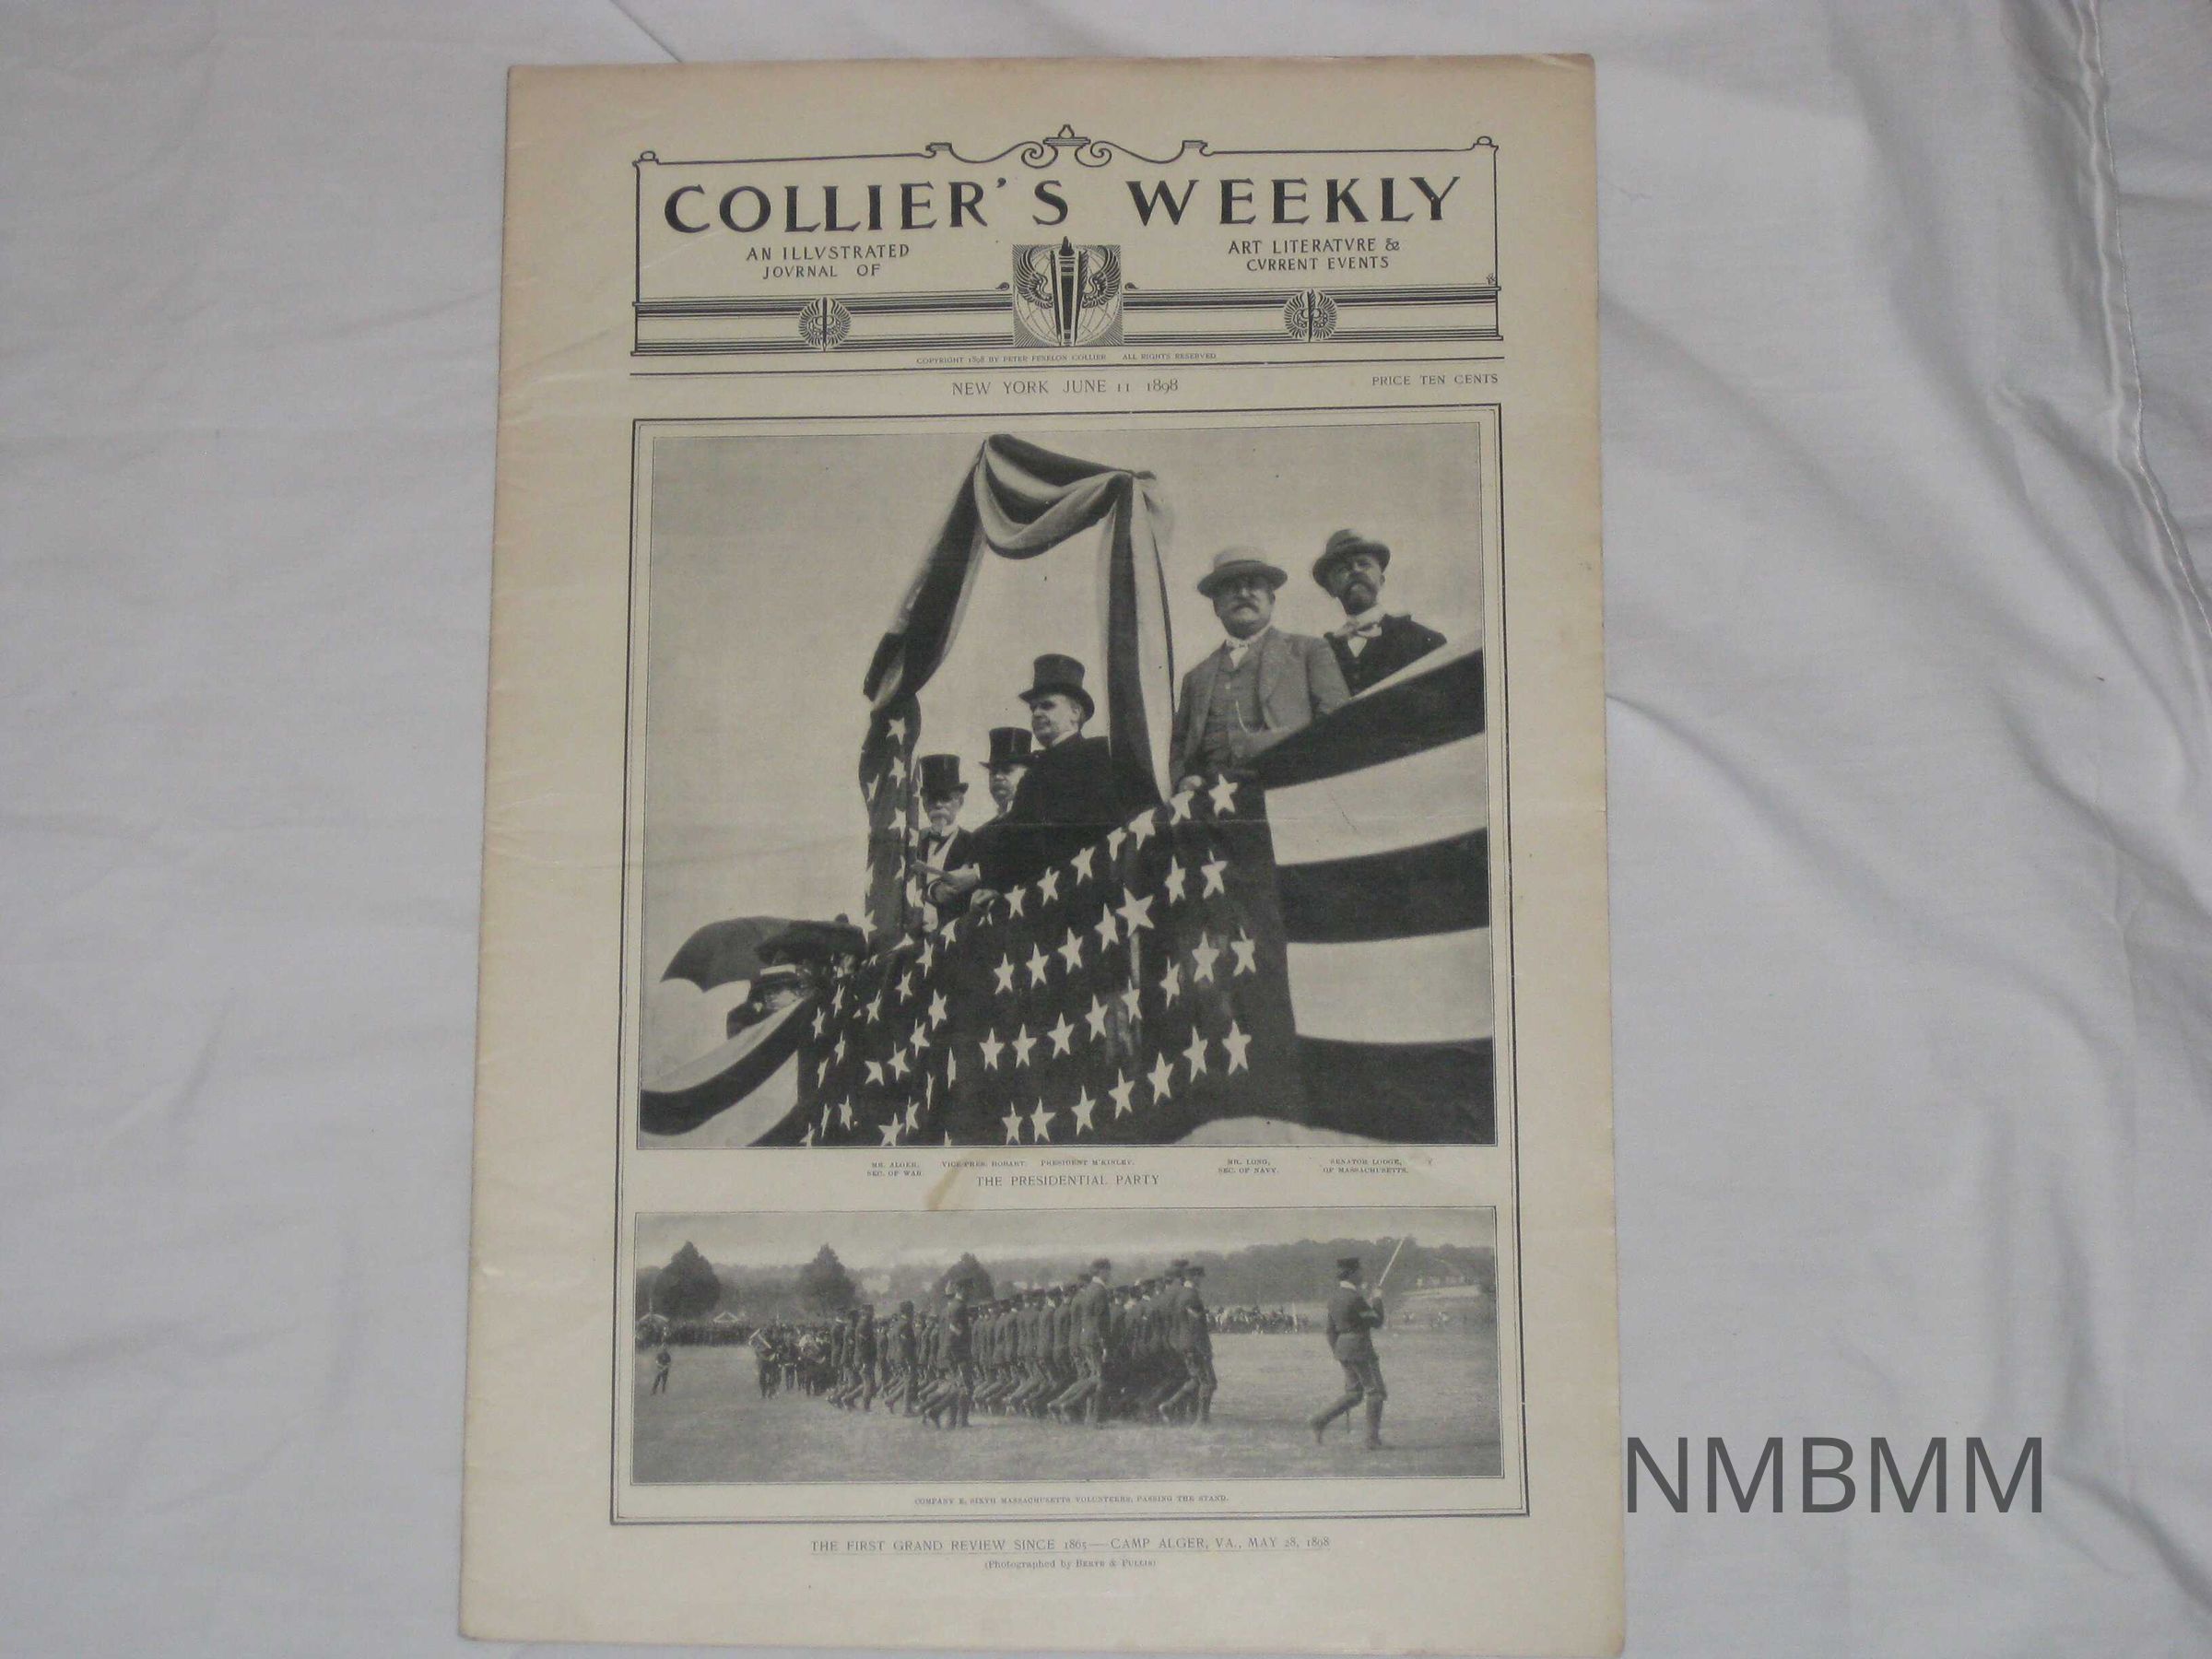 COLLIER'S WEEKLY
AN ILLVSTRATED
JOVRNAL OF
ART LITERATVRE &
CVRRENT EVENTS
COPYRIGHT 1898 BY PETER FENELON COLLIER ALL RIGHTS RESERVED
NEW YORK JUNE 11 1898
PRICE TEN CENTS
MR. ALGER,
SEC. OF WAR
VICE-PRES. HOBART.
PRESIDENT M'KINLEY.
MR. LONG,
SEC. OF NAVY.
SENATOR LODGE,
OF MASSACHUSETTS.
THE PRESIDENTIAL PARTY
COMPANY E, SIXTH MASSACHUSETTS VOLUNTEERS, PASSING THE STAND.
THE FIRST GRAND REVIEW SINCE 1865—CAMP ALGER, VA., MAY 28, 1898
(Photographed by &
NMBMM